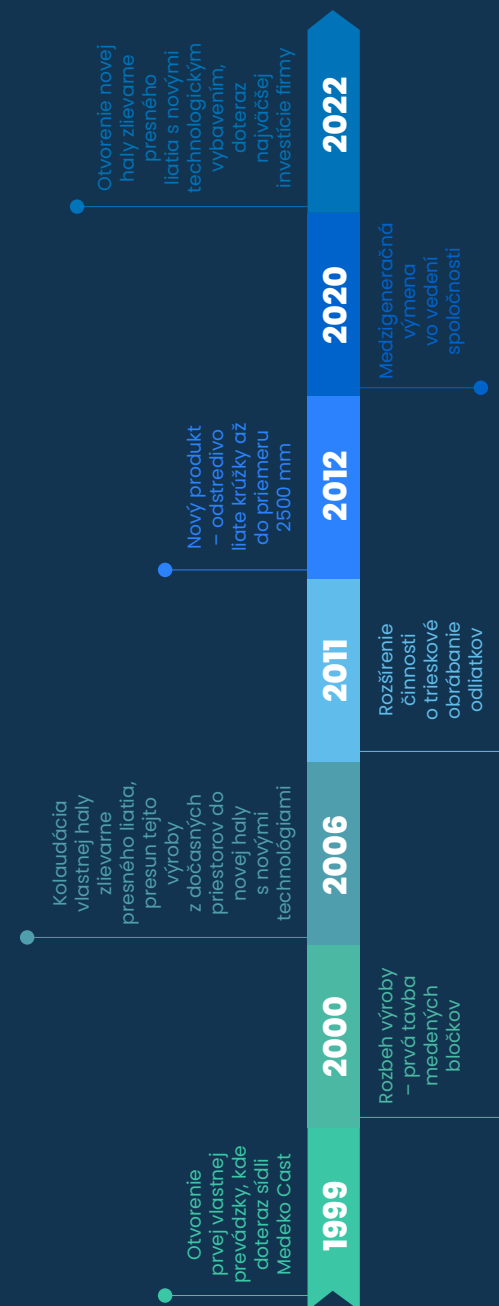 1999
Otvorenie
prvej vlastnej
prevádzky, kde
doteraz sídli
Medeko Cast
2000
Rozbeh výroby
– prvá tavba
medených
bločkov
2006
Kolaudácia
vlastnej haly
zlievarne
presného liatia,
presun tejto
výroby
z dočasných
priestorov do
novej haly
s novými
technológiami
2011
Rozšírenie
činnosti
o trieskové
obrábanie
odliatkov
2012
Nový produkt
– odstredivo
liate krúžky až
do priemeru
2500 mm
2020
Medzigeneračná
výmena
vo vedení
spoločnosti
2022
Otvorenie novej
haly zlievarne
presného
liatia s novými
technologickým
vybavením,
doteraz
najväčšej
investície firmy